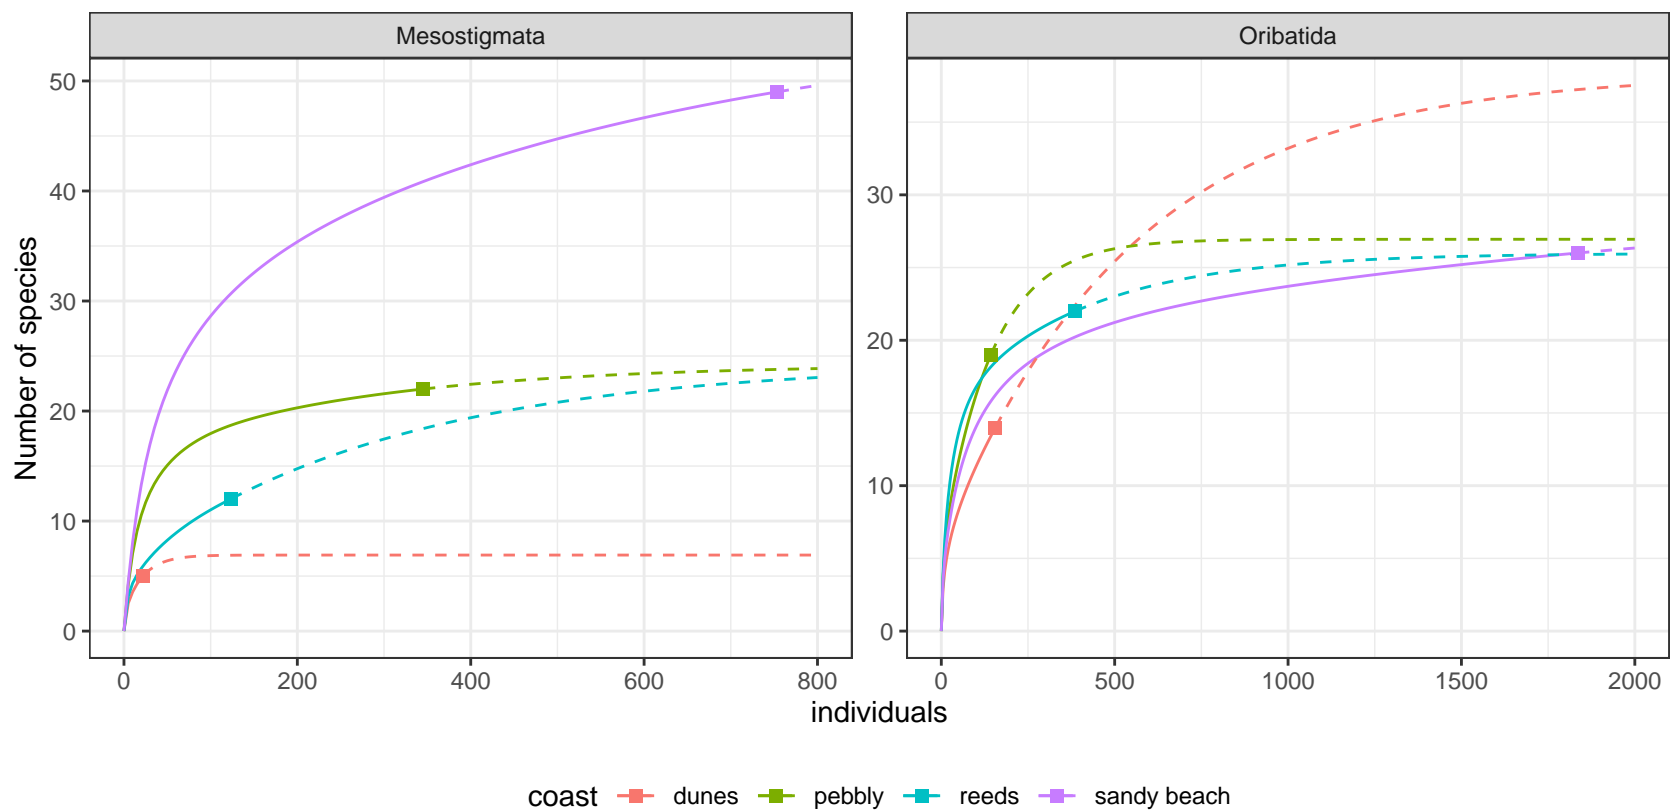 Mesostigmata Oribatida
Number of species
50
40
30
20
10
0
30
20
10
0
0 200 400 600 800
0 500 1000 1500 2000
individuals
coast dunes pebbly reeds sandy beach